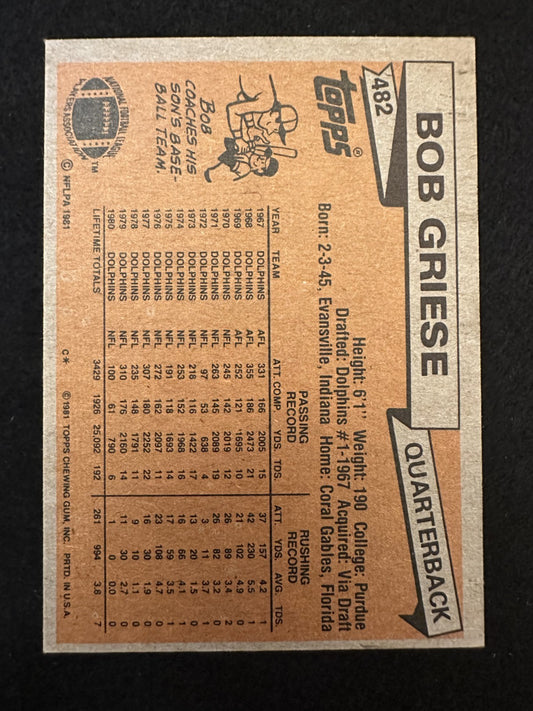 BOB GRIESE
QUARTERBACK
482
TOPPS
Height: 6'1" Weight: 190 College: Purdue
Drafted: Dolphins #1-1967 Acquired: Via Draft
Born: 2-3-45, Evansville, Indiana Home: Coral Gables, Florida
BOB
COACHES HIS
SON'S BASE-
BALL TEAM.
NATIONAL FOOTBALL LEAGUE
PLAYERS ASSOCIATION
TM
© NFLPA 1981
PASSING RECORD RUSHING RECORD
YEAR TEAM ATT. COMP. YDS. TDS. ATT. YDS. AVG. TDS.
1967 DOLPHINS AFL 331 166 2005 15 37 157 4.2 1
1968 DOLPHINS AFL 355 186 2473 21 42 230 5.5 1
1969 DOLPHINS AFL 252 121 1695 10 21 102 4.9 0
1970 DOLPHINS NFL 245 142 2019 12 26 89 3.4 2
1971 DOLPHINS NFL 263 145 2089 19 26 82 3.2 0
1972 DOLPHINS NFL 97 53 638 4 3 11 3.7 1
1973 DOLPHINS NFL 218 116 1422 17 13 20 1.5 0
1974 DOLPHINS NFL 253 152 1968 16 16 66 4.1 1
1975 DOLPHINS NFL 191 118 1693 14 17 59 3.5 1
1976 DOLPHINS NFL 272 162 2097 11 23 108 4.7 0
1977 DOLPHINS NFL 307 180 2252 22 16 30 1.9 0
1978 DOLPHINS NFL 235 148 1791 11 9 10 1.1 0
1979 DOLPHINS NFL 310 176 2160 14 11 30 2.7 0
1980 DOLPHINS NFL 100 61 790 6 1 0 0.0 0
LIFETIME TOTALS 3429 1926 25,092 192 261 994 3.8 7
C* ©1981 TOPPS CHEWING GUM, INC. PRTD. IN U.S.A.